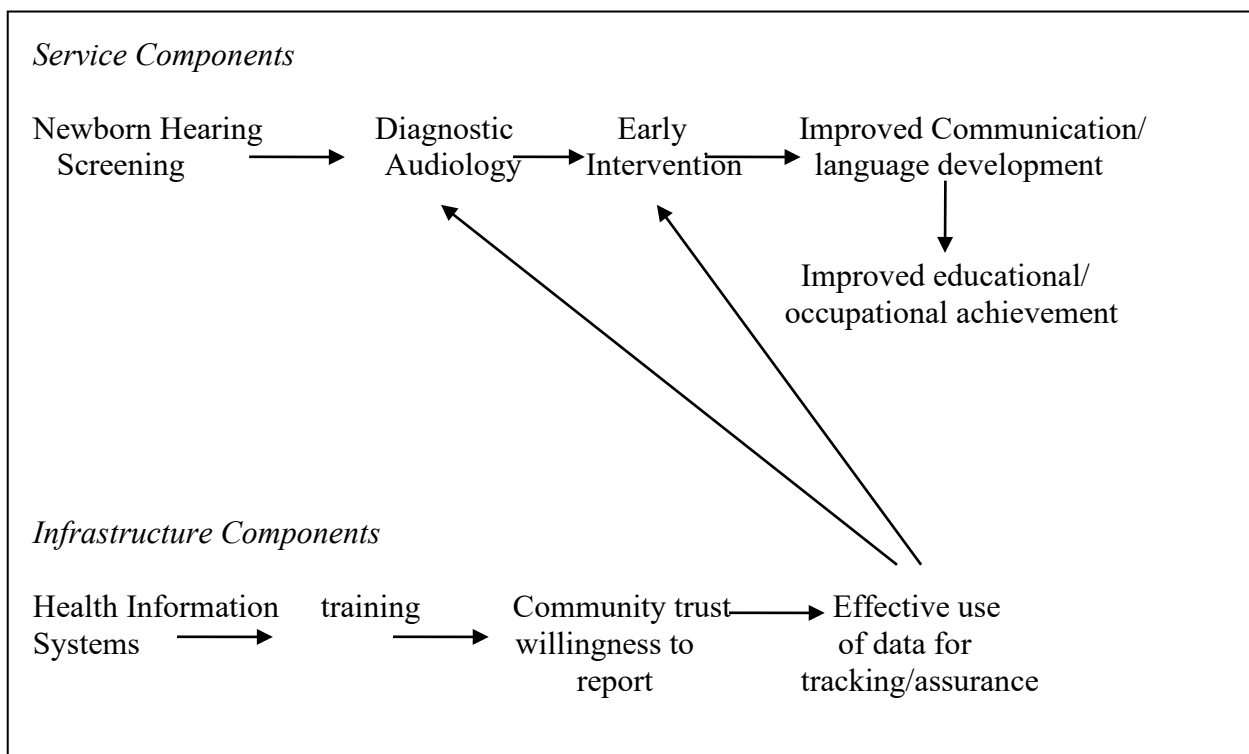 Service Components
Newborn Hearing
Screening
Diagnostic
Audiology
Early
Intervention
Improved Communication/
language development
Improved educational/
occupational achievement
Infrastructure Components
Health Information
Systems
training
Community trust
willingness to
report
Effective use
of data for
tracking/assurance